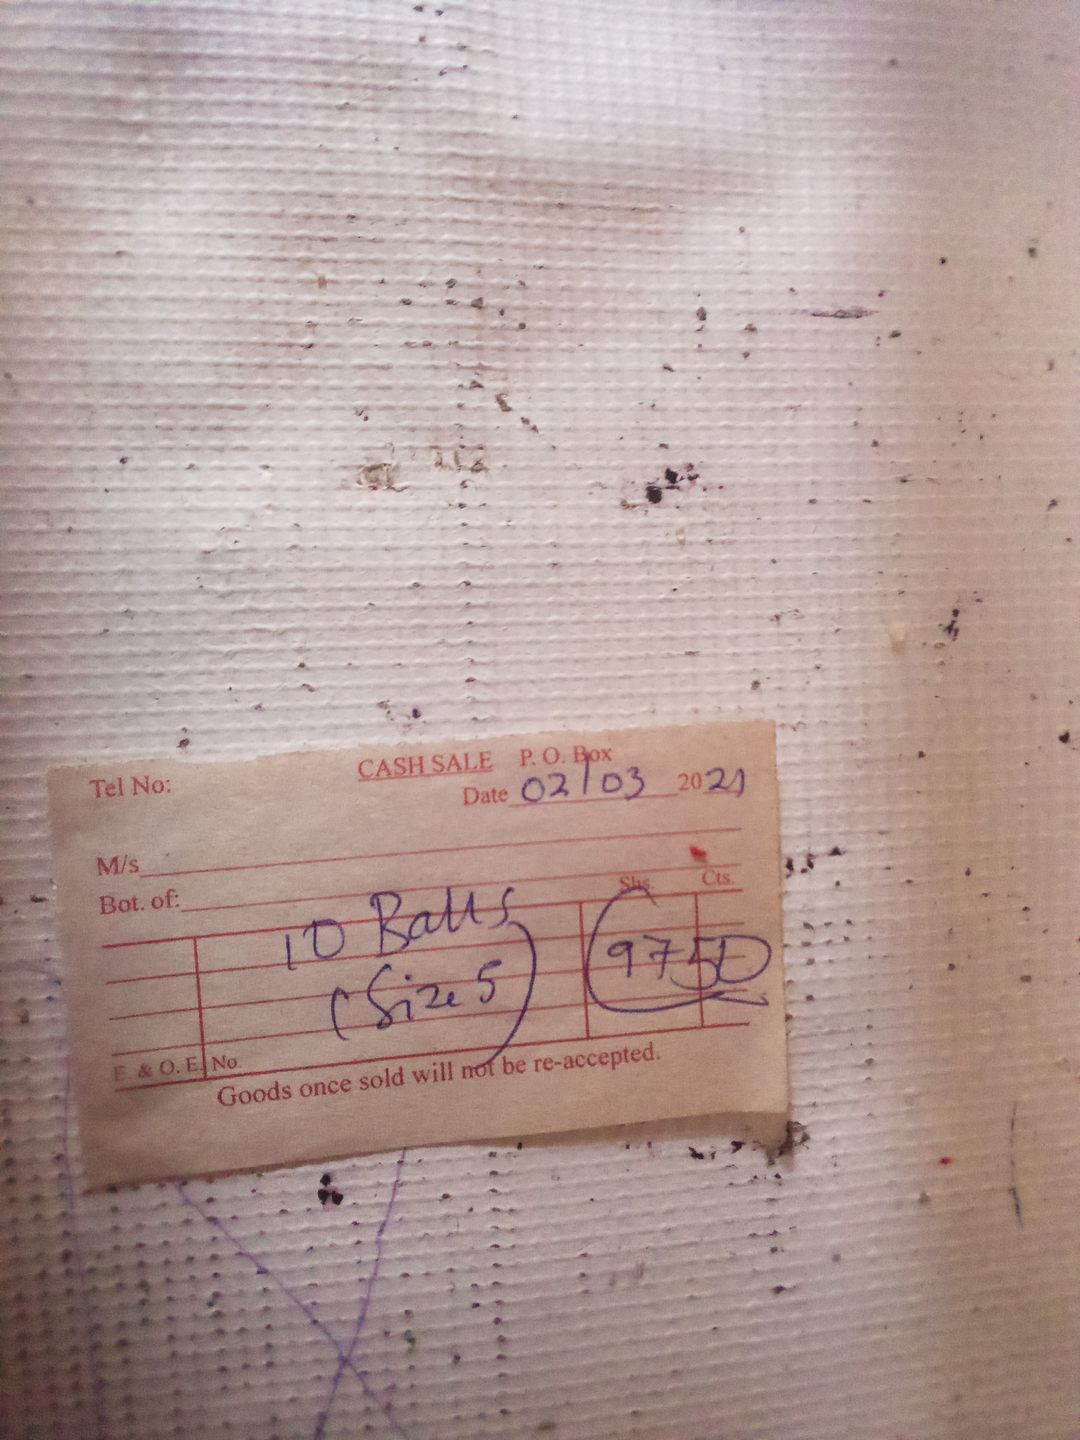 CASH SALE P. O. Box
Tel No:
Date 02/03 2021
M/s
Bot. of:
Shs. Cts.
10 Balls 9750
(Size 5)
E. & O. E. No.
Goods once sold will not be re-accepted.